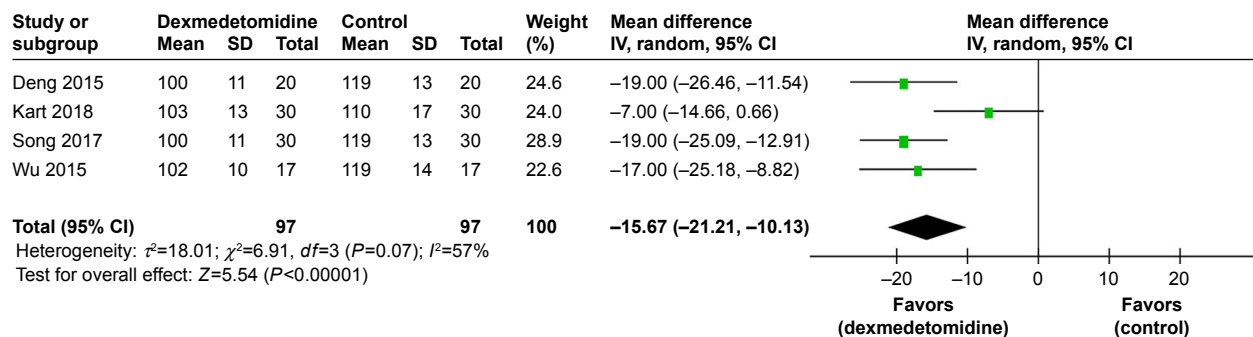 Study or Dexmedetomidine Control Weight Mean difference Mean difference
subgroup Mean SD Total Mean SD Total (%) IV, random, 95% CI IV, random, 95% CI
Deng 2015 100 11 20 119 13 20 24.6 –19.00 (–26.46, –11.54)
Kart 2018 103 13 30 110 17 30 24.0 –7.00 (–14.66, 0.66)
Song 2017 100 11 30 119 13 30 28.9 –19.00 (–25.09, –12.91)
Wu 2015 102 10 17 119 14 17 22.6 –17.00 (–25.18, –8.82)
Total (95% CI) 97 97 100 –15.67 (–21.21, –10.13)
Heterogeneity: τ²=18.01; χ²=6.91, df=3 (P=0.07); I²=57%
Test for overall effect: Z=5.54 (P<0.00001)
–20 –10 0 10 20
Favors Favors
(dexmedetomidine) (control)